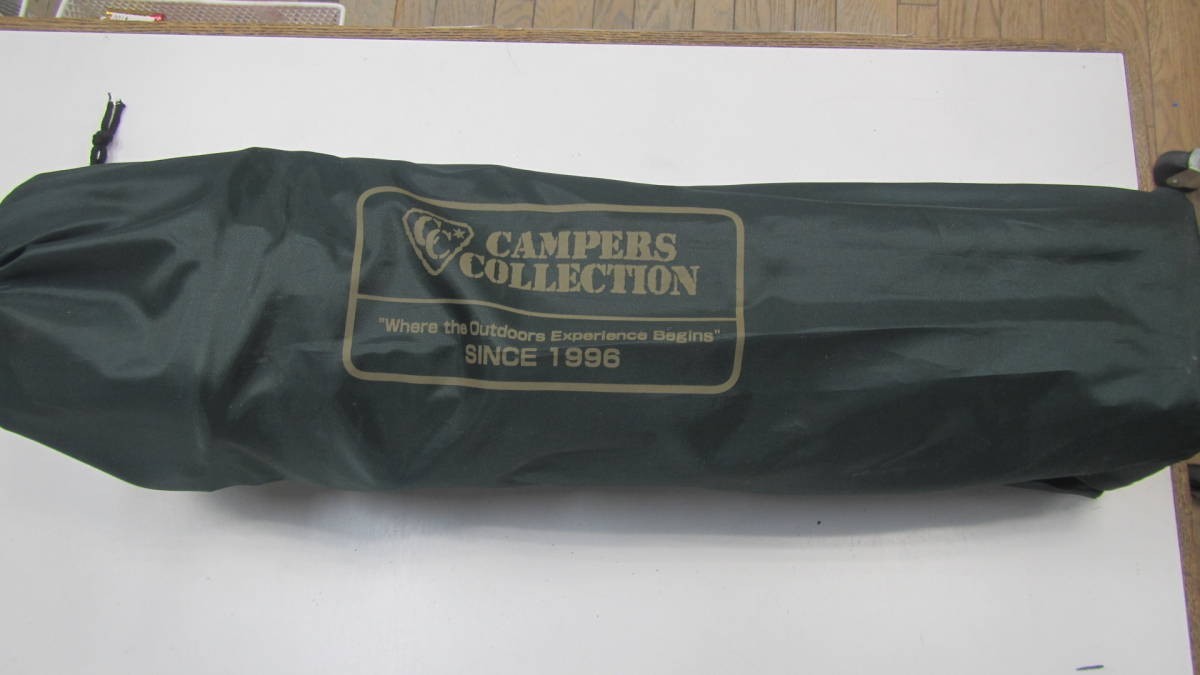 CC
CAMPERS
COLLECTION
"Where the Outdoors Experience Begins"
SINCE 1996